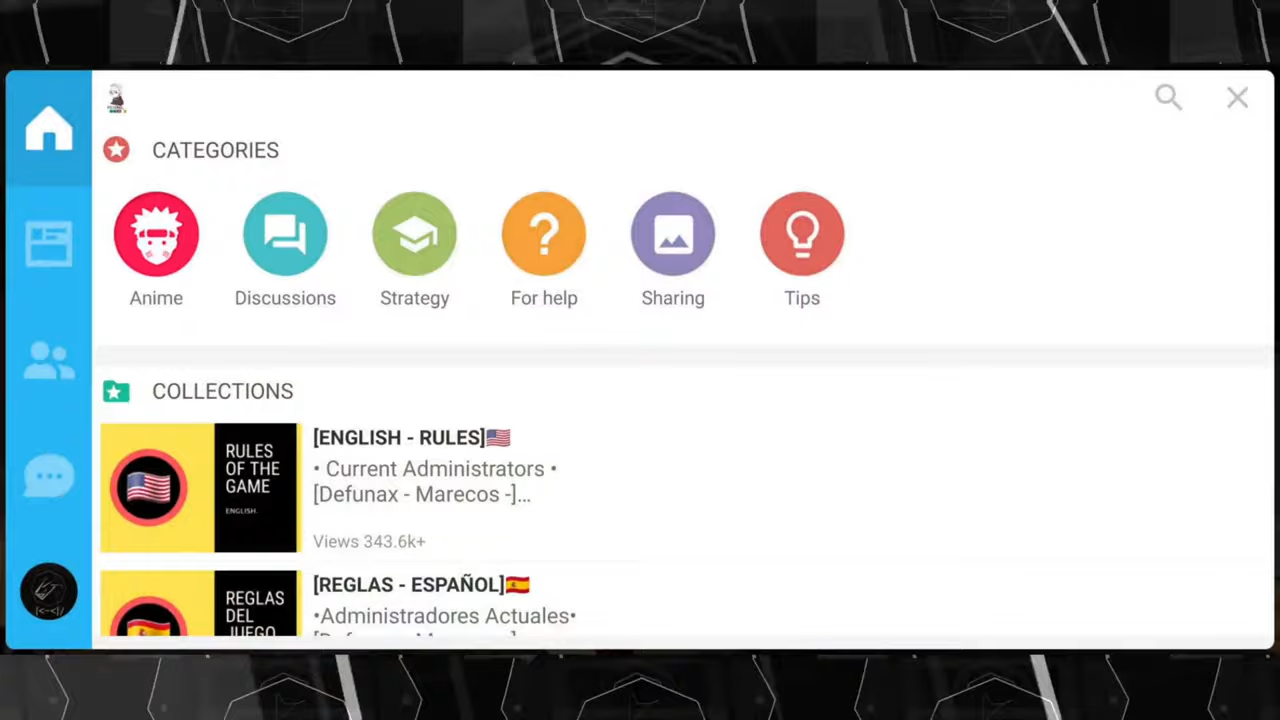 CATEGORIES
Anime
Discussions
Strategy
For help
Sharing
Tips
COLLECTIONS
RULES
OF THE
GAME
ENGLISH.
[ENGLISH - RULES]🇺🇸
• Current Administrators •
[Defunax - Marecos -]...
Views 343.6k+
REGLAS
DEL
JUEGO
[REGLAS - ESPAÑOL]🇪🇸
•Administradores Actuales•